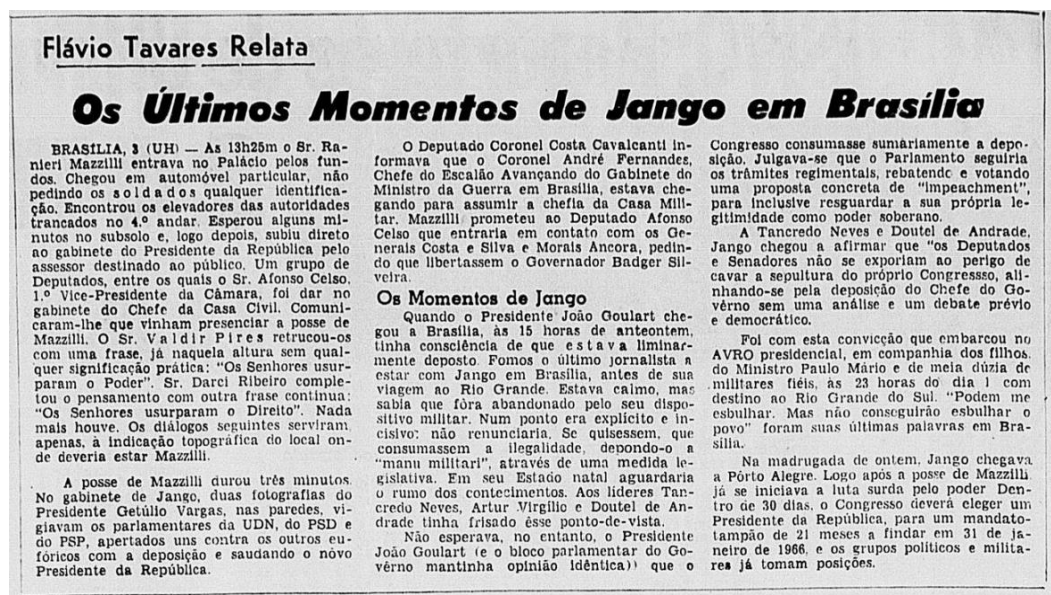 Flávio Tavares Relata
Os Últimos Momentos de Jango em Brasília
BRASÍLIA, 3 (UH) — Às 13h25m o Sr. Ra-
nieri Mazzilli entrava no Palácio pelos fun-
dos. Chegou em automóvel particular, não
pedindo os soldados qualquer identifica-
ção. Encontrou os elevadores das autoridades
trancados no 4.º andar. Esperou alguns mi-
nutos no subsolo e, logo depois, subiu direto
ao gabinete do Presidente da República pelo
assessor destinado ao público. Um grupo de
Deputados, entre os quais o Sr. Afonso Celso,
1.º Vice-Presidente da Câmara, foi dar no
gabinete do Chefe da Casa Civil. Comuni-
caram-lhe que vinham presenciar a posse de
Mazzilli. O Sr. Valdir Pires retrucou-os
com uma frase, já naquela altura sem qual-
quer significação prática: "Os Senhores usur-
param o Poder". Sr. Darci Ribeiro comple-
tou o pensamento com outra frase contínua:
"Os Senhores usurparam o Direito". Nada
mais houve. Os diálogos seguintes serviram,
apenas, à indicação topográfica do local on-
de deveria estar Mazzilli.
A posse de Mazzilli durou três minutos.
No gabinete de Jango, duas fotografias do
Presidente Getúlio Vargas, nas paredes, vi-
giavam os parlamentares da UDN, do PSD e
do PSP, apertados uns contra os outros eu-
fóricos com a deposição e saudando o nôvo
Presidente da República.
O Deputado Coronel Costa Cavalcanti in-
formava que o Coronel André Fernandes,
Chefe do Escalão Avançando do Gabinete do
Ministro da Guerra em Brasília, estava che-
gando para assumir a chefia da Casa Mili-
tar. Mazzilli prometeu ao Deputado Afonso
Celso que entraria em contato com os Ge-
nerais Costa e Silva e Morais Ancora, pedin-
do que libertassem o Governador Badger Sil-
veira.
Os Momentos de Jango
Quando o Presidente João Goulart che-
gou a Brasília, às 15 horas de anteontem,
tinha consciência de que estava liminar-
mente deposto. Fomos o último jornalista a
estar com Jango em Brasília, antes de sua
viagem ao Rio Grande. Estava calmo, mas
sabia que fôra abandonado pelo seu dispo-
sitivo militar. Num ponto era explícito e in-
cisivo: não renunciaria. Se quisessem, que
consumassem a ilegalidade, depondo-o a
"manu militari", através de uma medida le-
gislativa. Em seu Estado natal aguardaria
o rumo dos contecimentos. Aos líderes Tan-
credo Neves, Artur Virgílio e Doutel de An-
drade tinha frisado êsse ponto-de-vista.
Não esperava, no entanto, o Presidente
João Goulart (e o bloco parlamentar do Go-
vêrno mantinha opinião idêntica)) que o
Congresso consumasse sumàriamente a depo-
sição. Julgava-se que o Parlamento seguiria
os trâmites regimentais, rebatendo e votando
uma proposta concreta de "impeachment",
para inclusive resguardar a sua própria le-
gitimidade como poder soberano.
A Tancredo Neves e Doutel de Andrade,
Jango chegou a afirmar que "os Deputados
e Senadores não se exporiam ao perigo de
cavar a sepultura do próprio Congressso, ali-
nhando-se pela deposição do Chefe do Go-
vêrno sem uma análise e um debate prévio
e democrático.
Foi com esta convicção que embarcou no
AVRO presidencial, em companhia dos filhos,
do Ministro Paulo Mário e de meia dúzia de
militares fiéis, às 23 horas do dia 1 com
destino ao Rio Grande do Sul. "Podem me
esbulhar. Mas não conseguirão esbulhar o
povo" foram suas últimas palavras em Bra-
sília.
Na madrugada de ontem, Jango chegava
a Pôrto Alegre. Logo após a posse de Mazzilli
já se iniciava a luta surda pelo poder Den-
tro de 30 dias, o Congresso deverá eleger um
Presidente da República, para um mandato-
tampão de 21 meses a findar em 31 de ja-
neiro de 1966, e os grupos políticos e milita-
res já tomam posições.